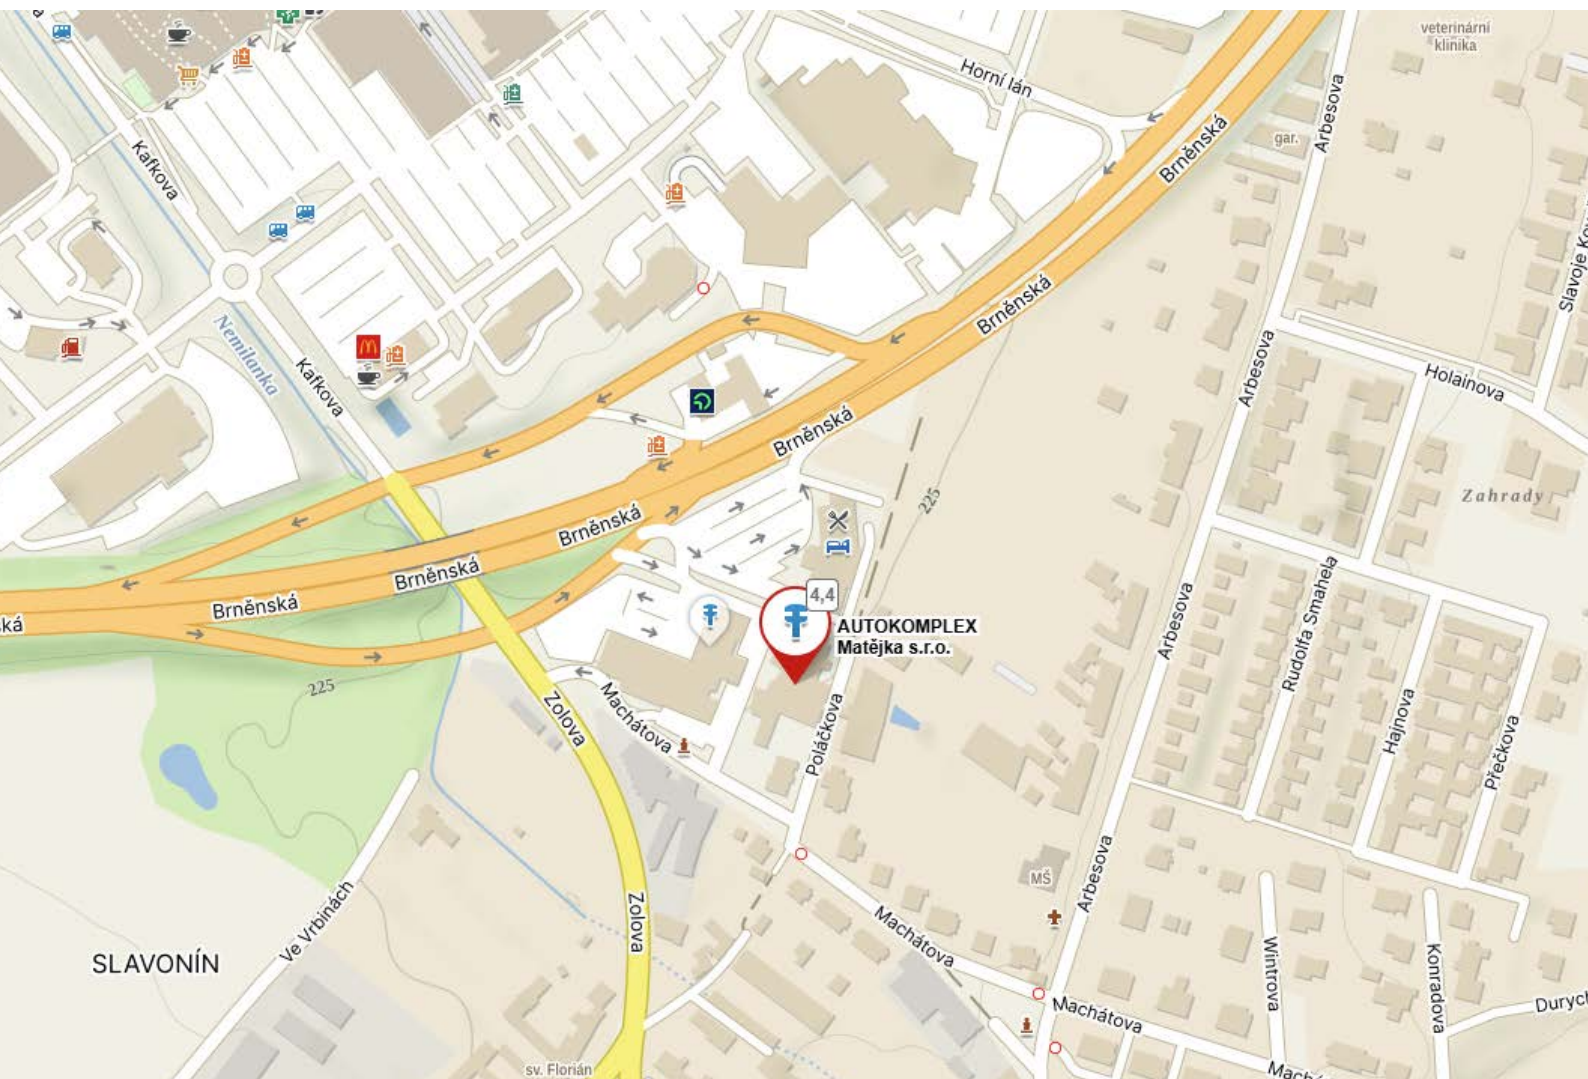 veterinární
klinika
Horní lán
Arbesova
Brněnská
gar.
Kafkova
Slavoje
Brněnská
Nemilanka
Kafkova
Arbesova
Holainova
Brněnská
225
Zahrady
Brněnská
Brněnská
Brněnská
ká
4,4
AUTOKOMPLEX
Matějka s.r.o.
Arbesova
Rudolfa Smahela
225
Zolova
Machátova
Poláčkova
Hajnova
Přečkova
MŠ
Arbesova
Zolova
Ve Vrbinách
SLAVONÍN
Machátova
Wintrova
Konradova
Machátova
Durych
sv. Florián
Mach